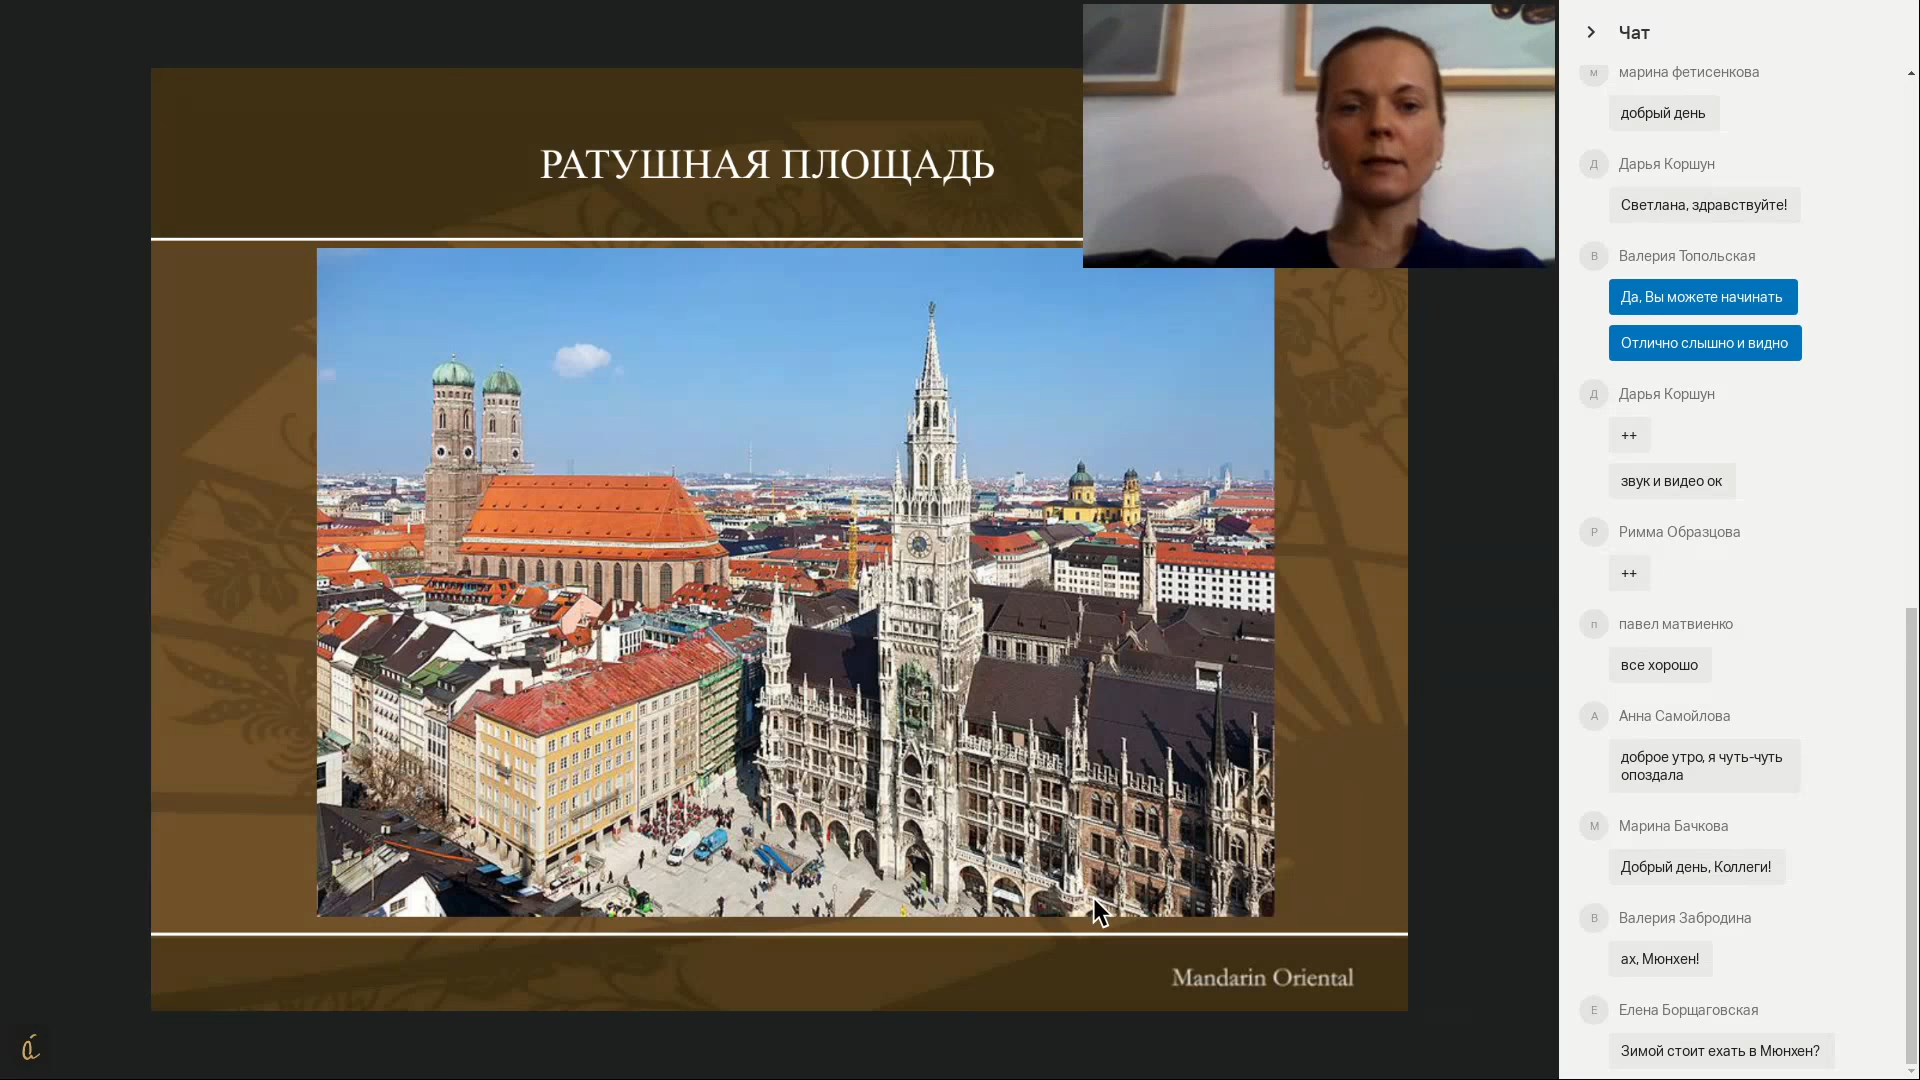 РАТУШНАЯ ПЛОЩАДЬ
Mandarin Oriental
á
Чат
м
марина фетисенкова
добрый день
Д
Дарья Коршун
Светлана, здравствуйте!
В
Валерия Топольская
Да, Вы можете начинать
Отлично слышно и видно
Д
Дарья Коршун
++
звук и видео ок
Р
Римма Образцова
++
п
павел матвиенко
все хорошо
А
Анна Самойлова
доброе утро, я чуть-чуть
опоздала
М
Марина Бачкова
Добрый день, Коллеги!
В
Валерия Забродина
ах, Мюнхен!
Е
Елена Борщаговская
Зимой стоит ехать в Мюнхен?